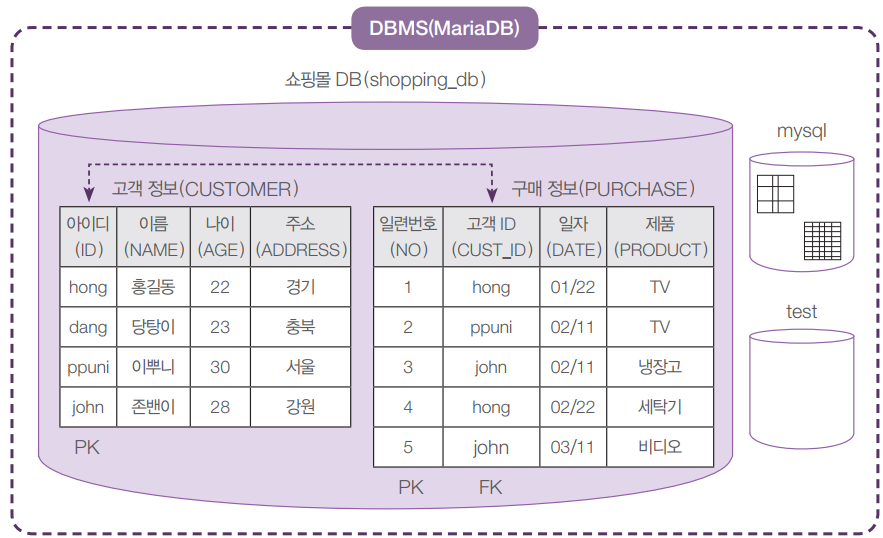 DBMS(MariaDB)
쇼핑몰 DB(shopping_db)
mysql
고객 정보(CUSTOMER)
구매 정보(PURCHASE)
아이디 이름 나이 주소
(ID) (NAME) (AGE) (ADDRESS)
hong 홍길동 22 경기
dang 당탕이 23 충북
ppuni 이뿌니 30 서울
john 존밴이 28 강원
PK
일련번호 고객 ID 일자 제품
(NO) (CUST_ID) (DATE) (PRODUCT)
1 hong 01/22 TV
2 ppuni 02/11 TV
3 john 02/11 냉장고
4 hong 02/22 세탁기
5 john 03/11 비디오
PK FK
test